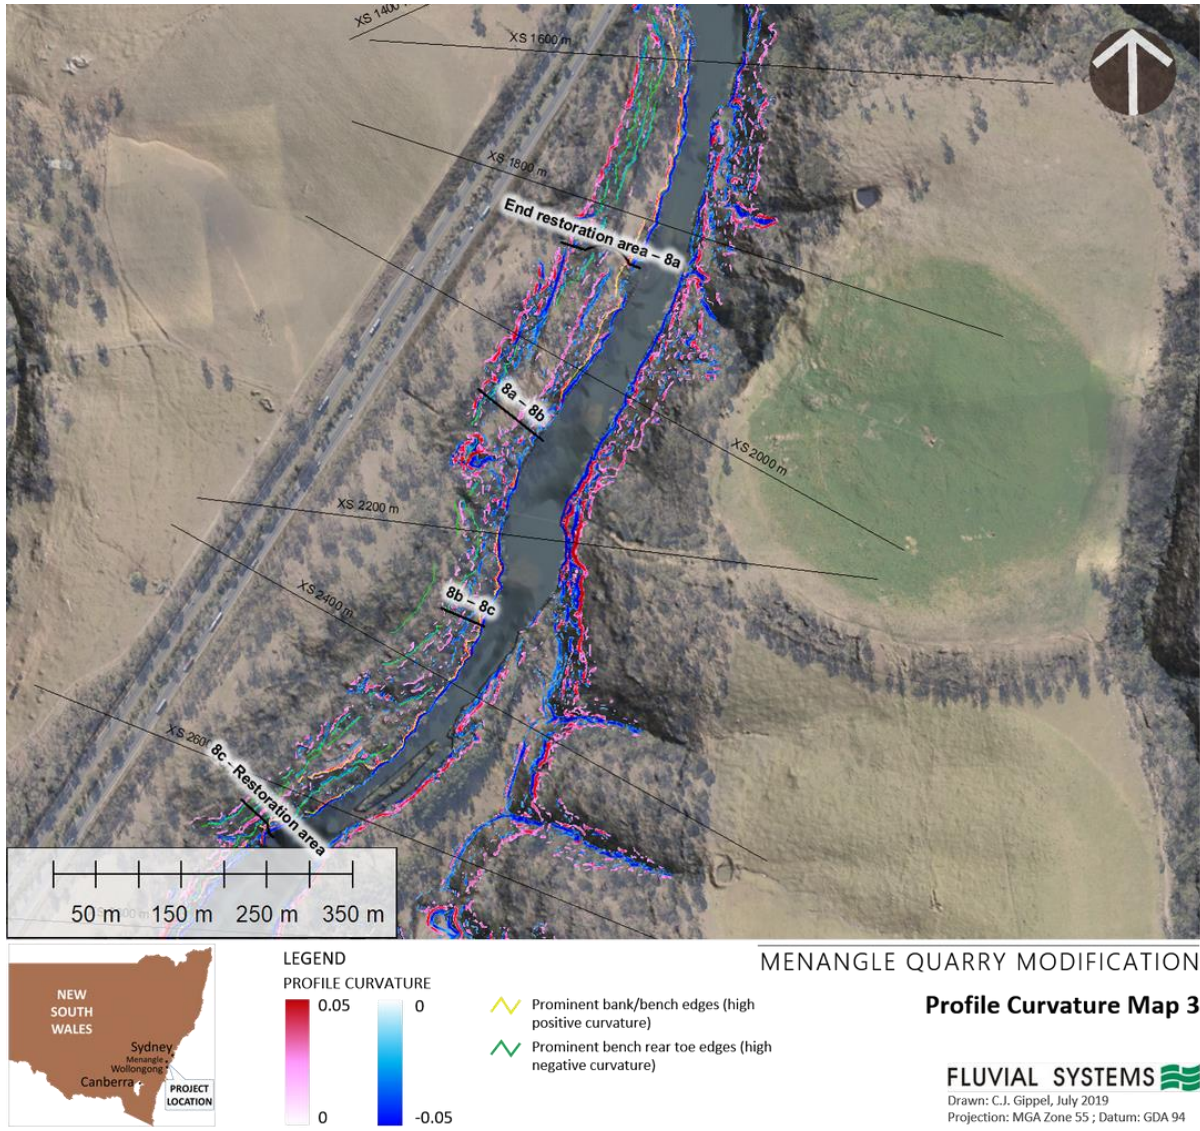 XS 1400
XS 1600 m
XS 1800 m
End restoration area – 8a
8a – 8b
XS 2000 m
XS 2200 m
8b – 8c
XS 2400 m
XS 260
8c - Restoration area
50 m 150 m 250 m 350 m
NEW
SOUTH
WALES
Sydney
Menangle
Wollongong
Canberra
PROJECT
LOCATION
LEGEND
PROFILE CURVATURE
0.05
0
0
-0.05
Prominent bank/bench edges (high
positive curvature)
Prominent bench rear toe edges (high
negative curvature)
MENANGLE QUARRY MODIFICATION
Profile Curvature Map 3
FLUVIAL SYSTEMS
Drawn: C.J. Gippel, July 2019
Projection: MGA Zone 55 ; Datum: GDA 94